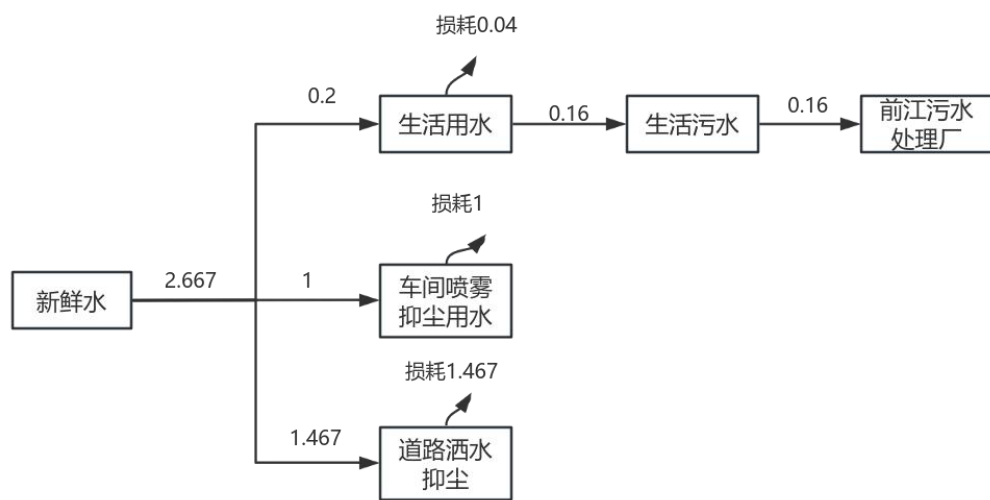 损耗0.04
0.2
生活用水
0.16
生活污水
0.16
前江污水
处理厂
损耗1
新鲜水
2.667
1
车间喷雾
抑尘用水
损耗1.467
1.467
道路洒水
抑尘